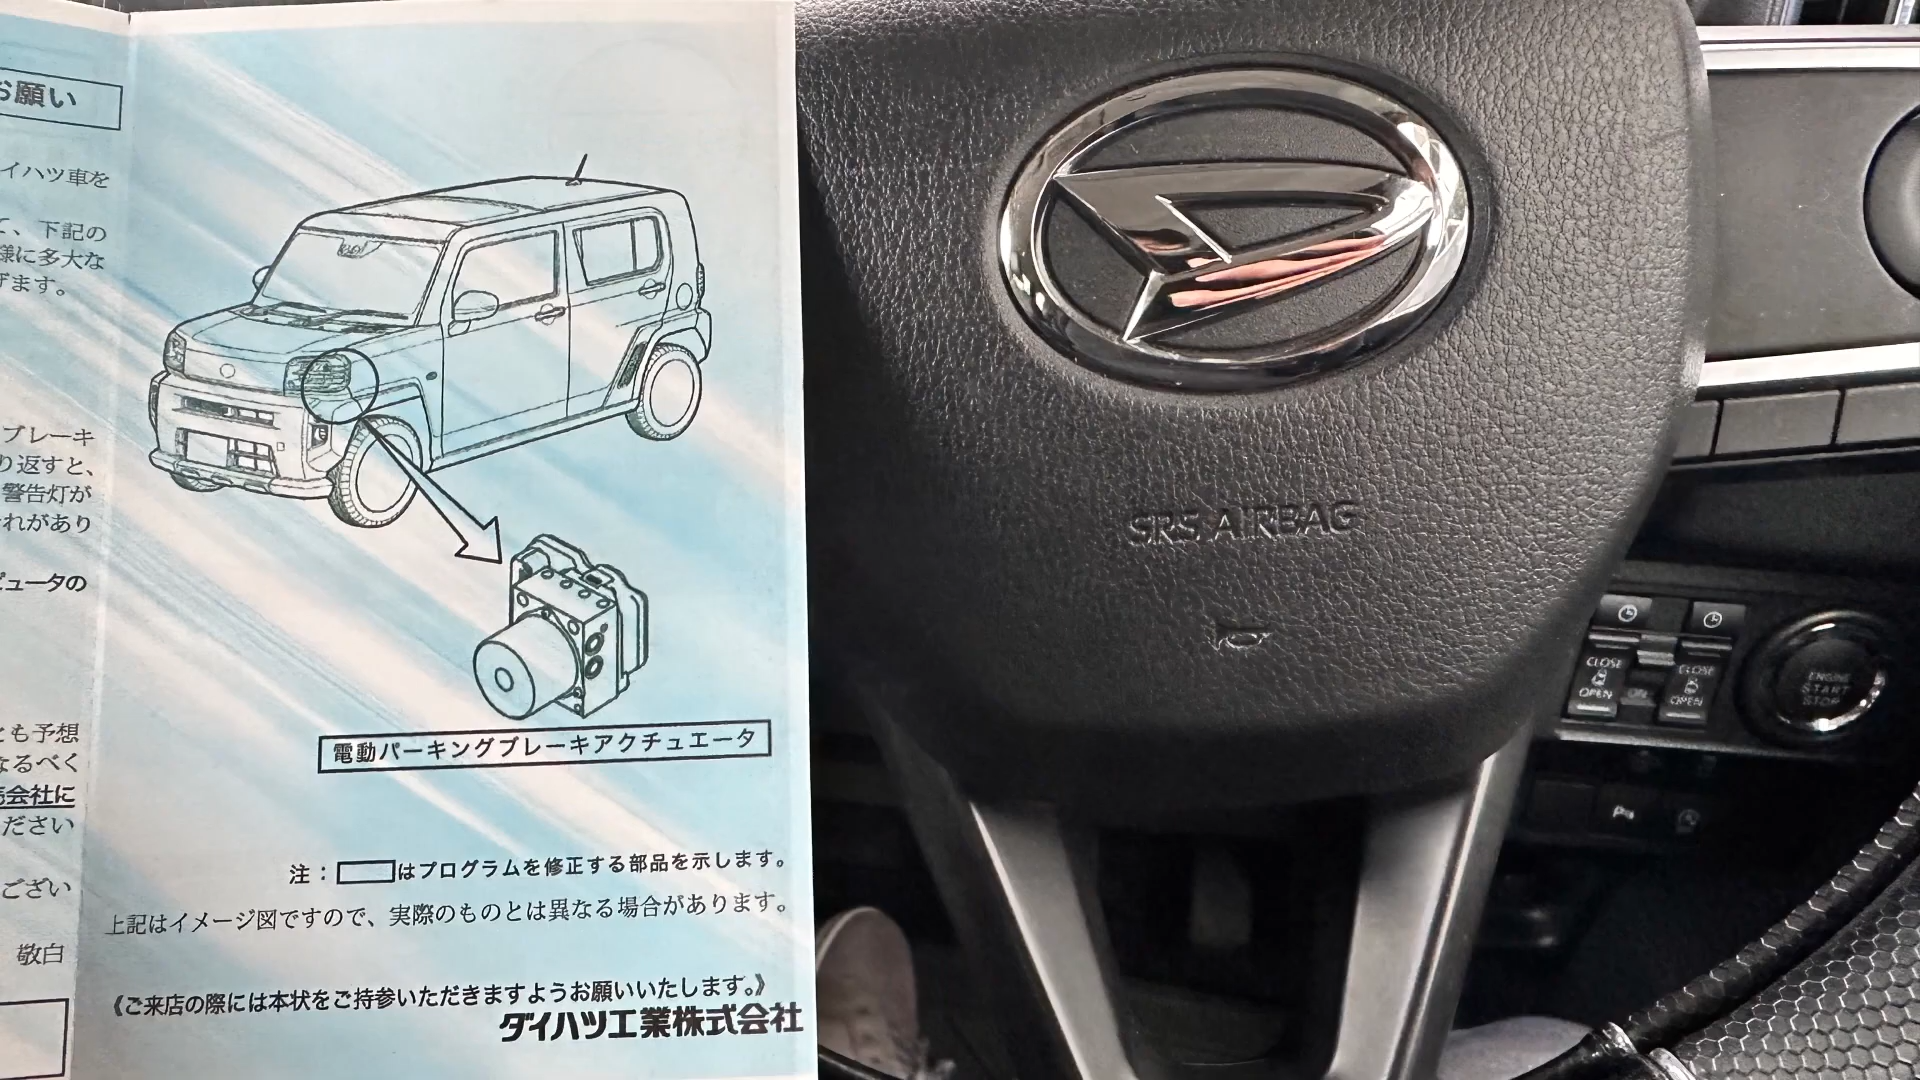 お願い
イハツ車を
て、下記の
様に多大な
げます。
ブレーキ
り返すと、
警告灯が
れがあり
ピュータの
とも予想
なるべく
会社に
ださい
ござい
敬白
電動パーキングブレーキアクチュエータ
注：はプログラムを修正する部品を示します。
上記はイメージ図ですので、実際のものとは異なる場合があります。
《ご来店の際には本状をご持参いただきますようお願いいたします。》
ダイハツ工業株式会社
SRS AIRBAG
CLOSE
OPEN
ON
CLOSE
OPEN
ENGINE
START
STOP